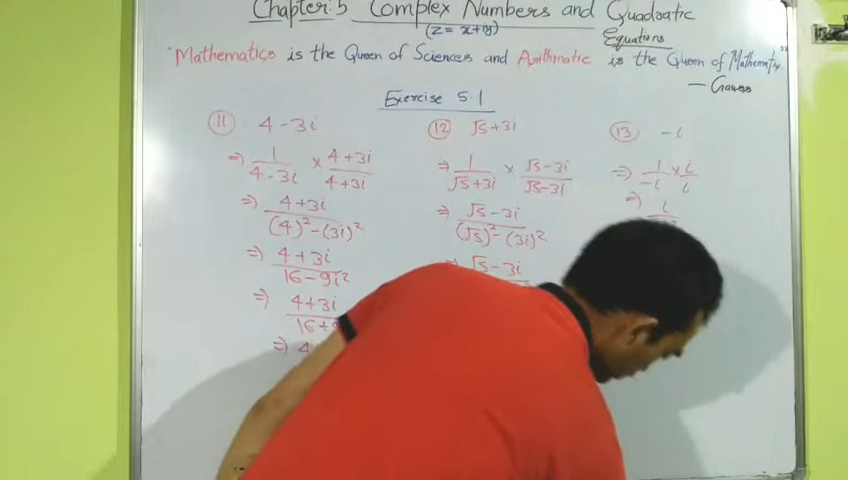 Chapter:5 Complex Numbers and Quadratic
Equations
(z = x+iy)
"Mathematics is the Queen of Sciences and Arithmatic is the Queen of Mathematic"
— Gauss
Exercise 5.1
11 4-3i
=> 1/4-3i × 4+3i/4+3i
=> 4+3i/(4)²-(3i)²
=> 4+3i/16-9i²
=> 4+3i/16+
=> 4
12 √5+3i
=> 1/√5+3i × √5-3i/√5-3i
=> √5-3i/(√5)²-(3i)²
√5-3i
13 -i
=> 1/-i × i/i
=> i